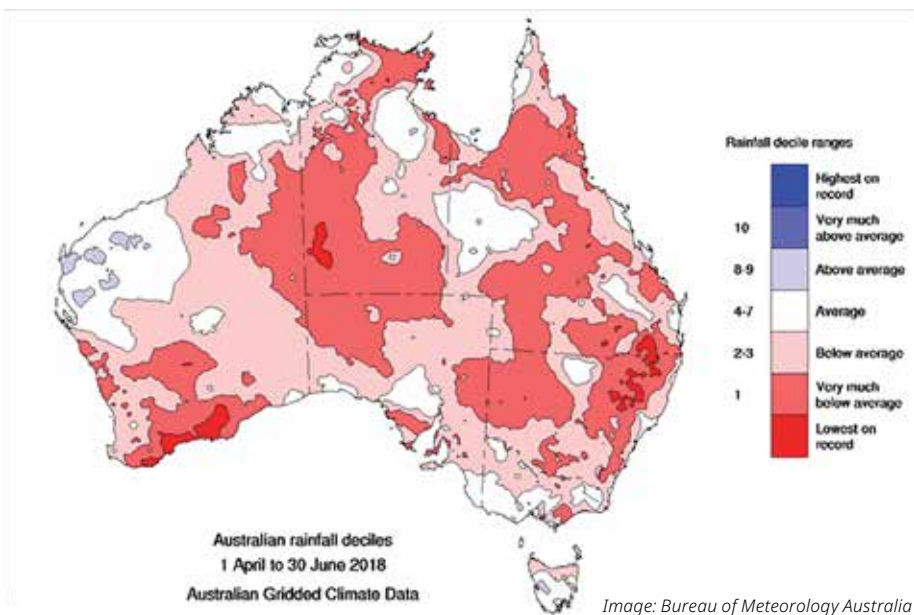 Rainfall decile ranges
Highest on
record
10
Very much
above average
8-9
Above average
4-7
Average
2-3
Below average
1
Very much
below average
Lowest on
record
Australian rainfall deciles
1 April to 30 June 2018
Australian Gridded Climate Data
Image: Bureau of Meteorology Australia